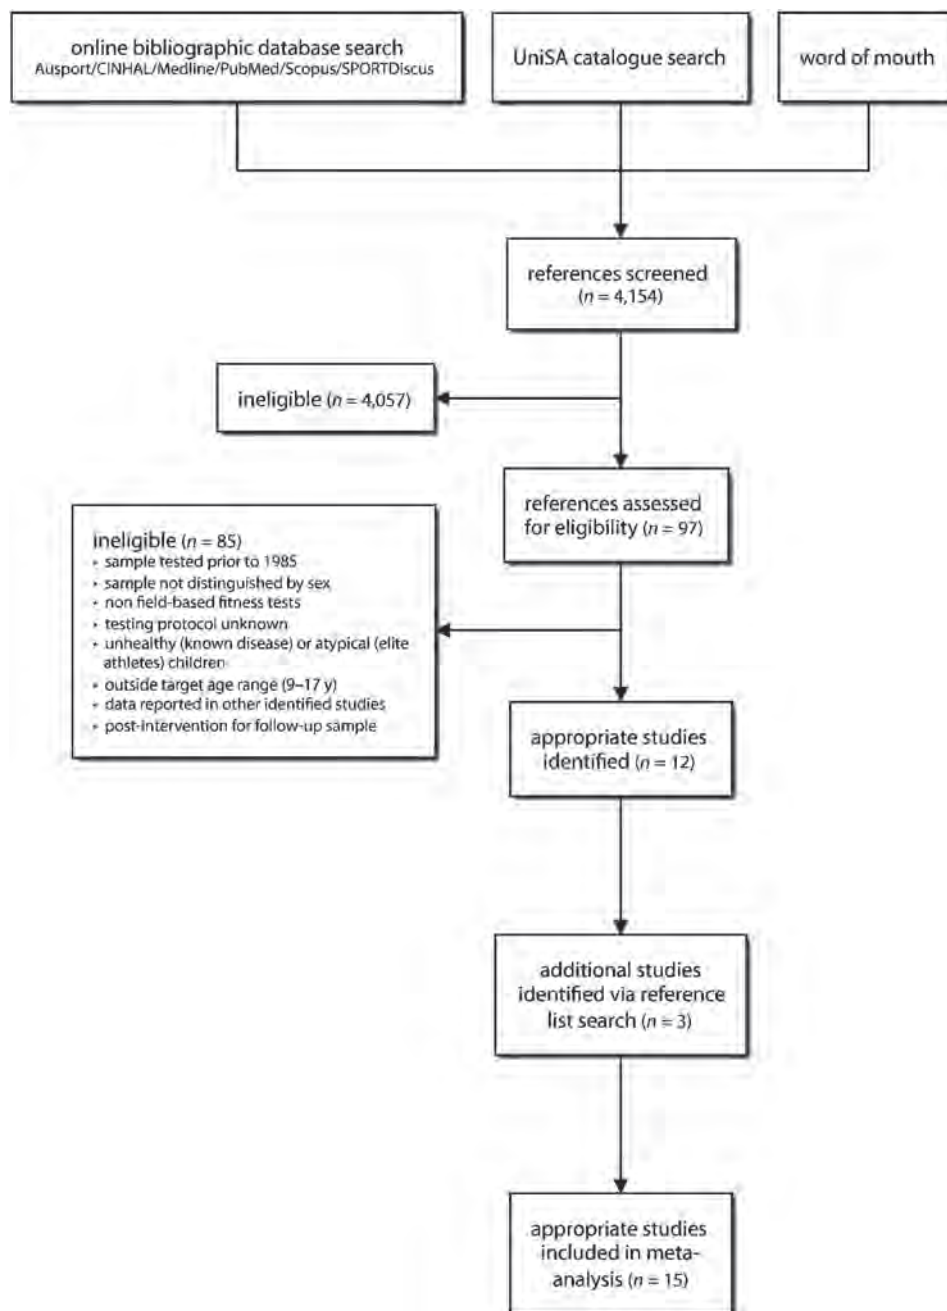 online bibliographic database search
Ausport/CINHAL/Medline/PubMed/Scopus/SPORTDiscus
UniSA catalogue search
word of mouth
references screened
(n = 4,154)
ineligible (n = 4,057)
references assessed
for eligibility (n = 97)
ineligible (n = 85)
‣ sample tested prior to 1985
‣ sample not distinguished by sex
‣ non field-based fitness tests
‣ testing protocol unknown
‣ unhealthy (known disease) or atypical (elite
athletes) children
‣ outside target age range (9–17 y)
‣ data reported in other identified studies
‣ post-intervention for follow-up sample
appropriate studies
identified (n = 12)
additional studies
identified via reference
list search (n = 3)
appropriate studies
included in meta-
analysis (n = 15)